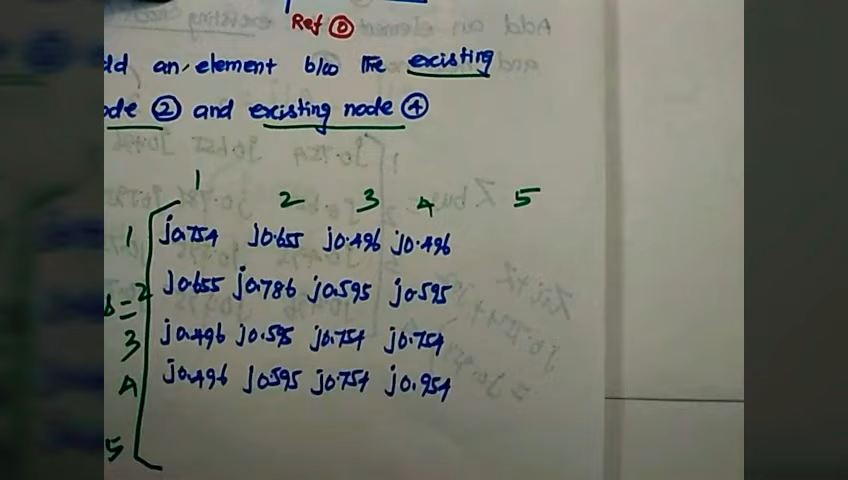 Ref ⓪
dd an element b/w the existing
ode ② and existing node ④
1 2 3 4 5
1 j0.754 j0.655 j0.496 j0.496
2 j0.655 j0.786 j0.595 j0.595
3 j0.496 j0.595 j0.754 j0.754
4 j0.496 j0.595 j0.754 j0.954
5